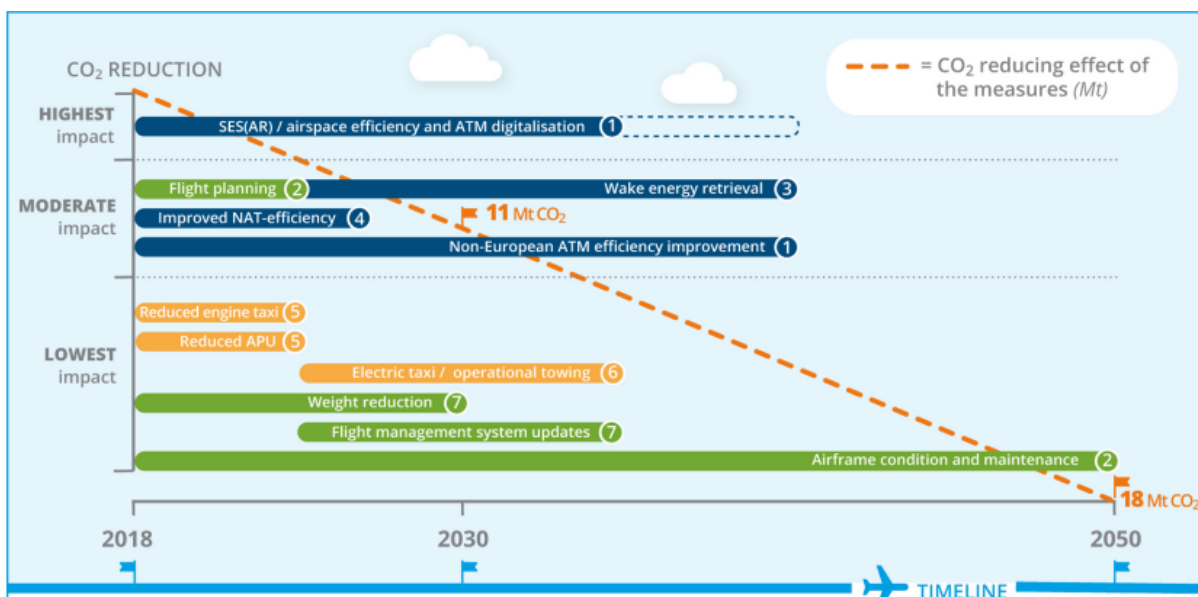 CO₂ REDUCTION
= CO₂ reducing effect of
the measures (Mt)
HIGHEST
impact
SES(AR) / airspace efficiency and ATM digitalisation 1
MODERATE
impact
Flight planning 2
Wake energy retrieval 3
Improved NAT-efficiency 4
11 Mt CO₂
Non-European ATM efficiency improvement 1
LOWEST
impact
Reduced engine taxi 5
Reduced APU 5
Electric taxi / operational towing 6
Weight reduction 7
Flight management system updates 7
Airframe condition and maintenance 2
18 Mt CO₂
2018
2030
2050
TIMELINE